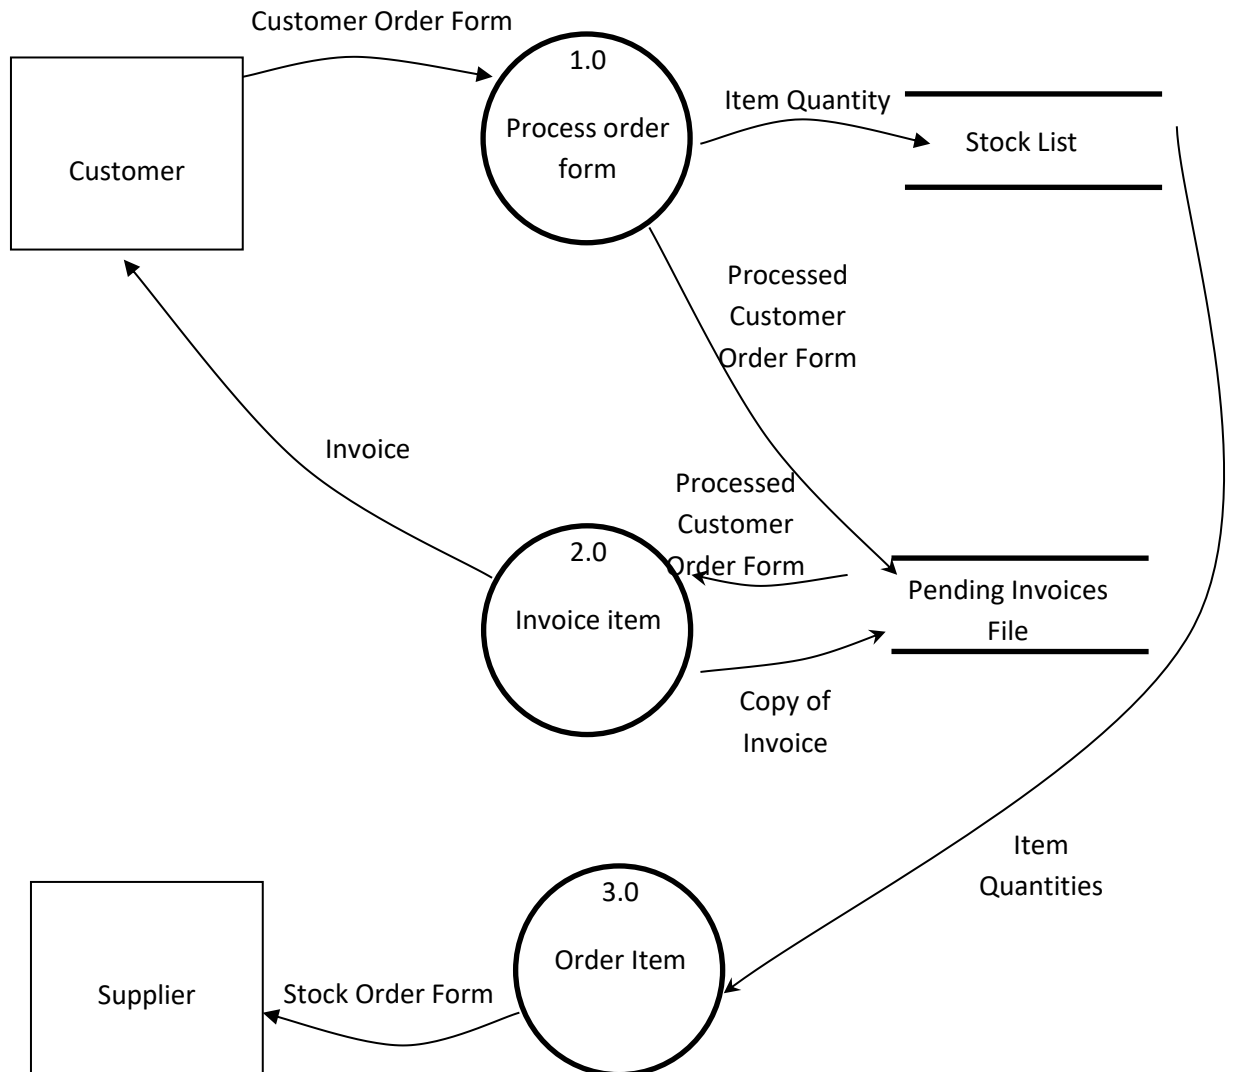 Customer Order Form
1.0
Process order
form
Item Quantity
Stock List
Customer
Processed
Customer
Order Form
Invoice
Processed
Customer
Order Form
2.0
Invoice item
Pending Invoices
File
Copy of
Invoice
Item
Quantities
3.0
Order Item
Supplier
Stock Order Form